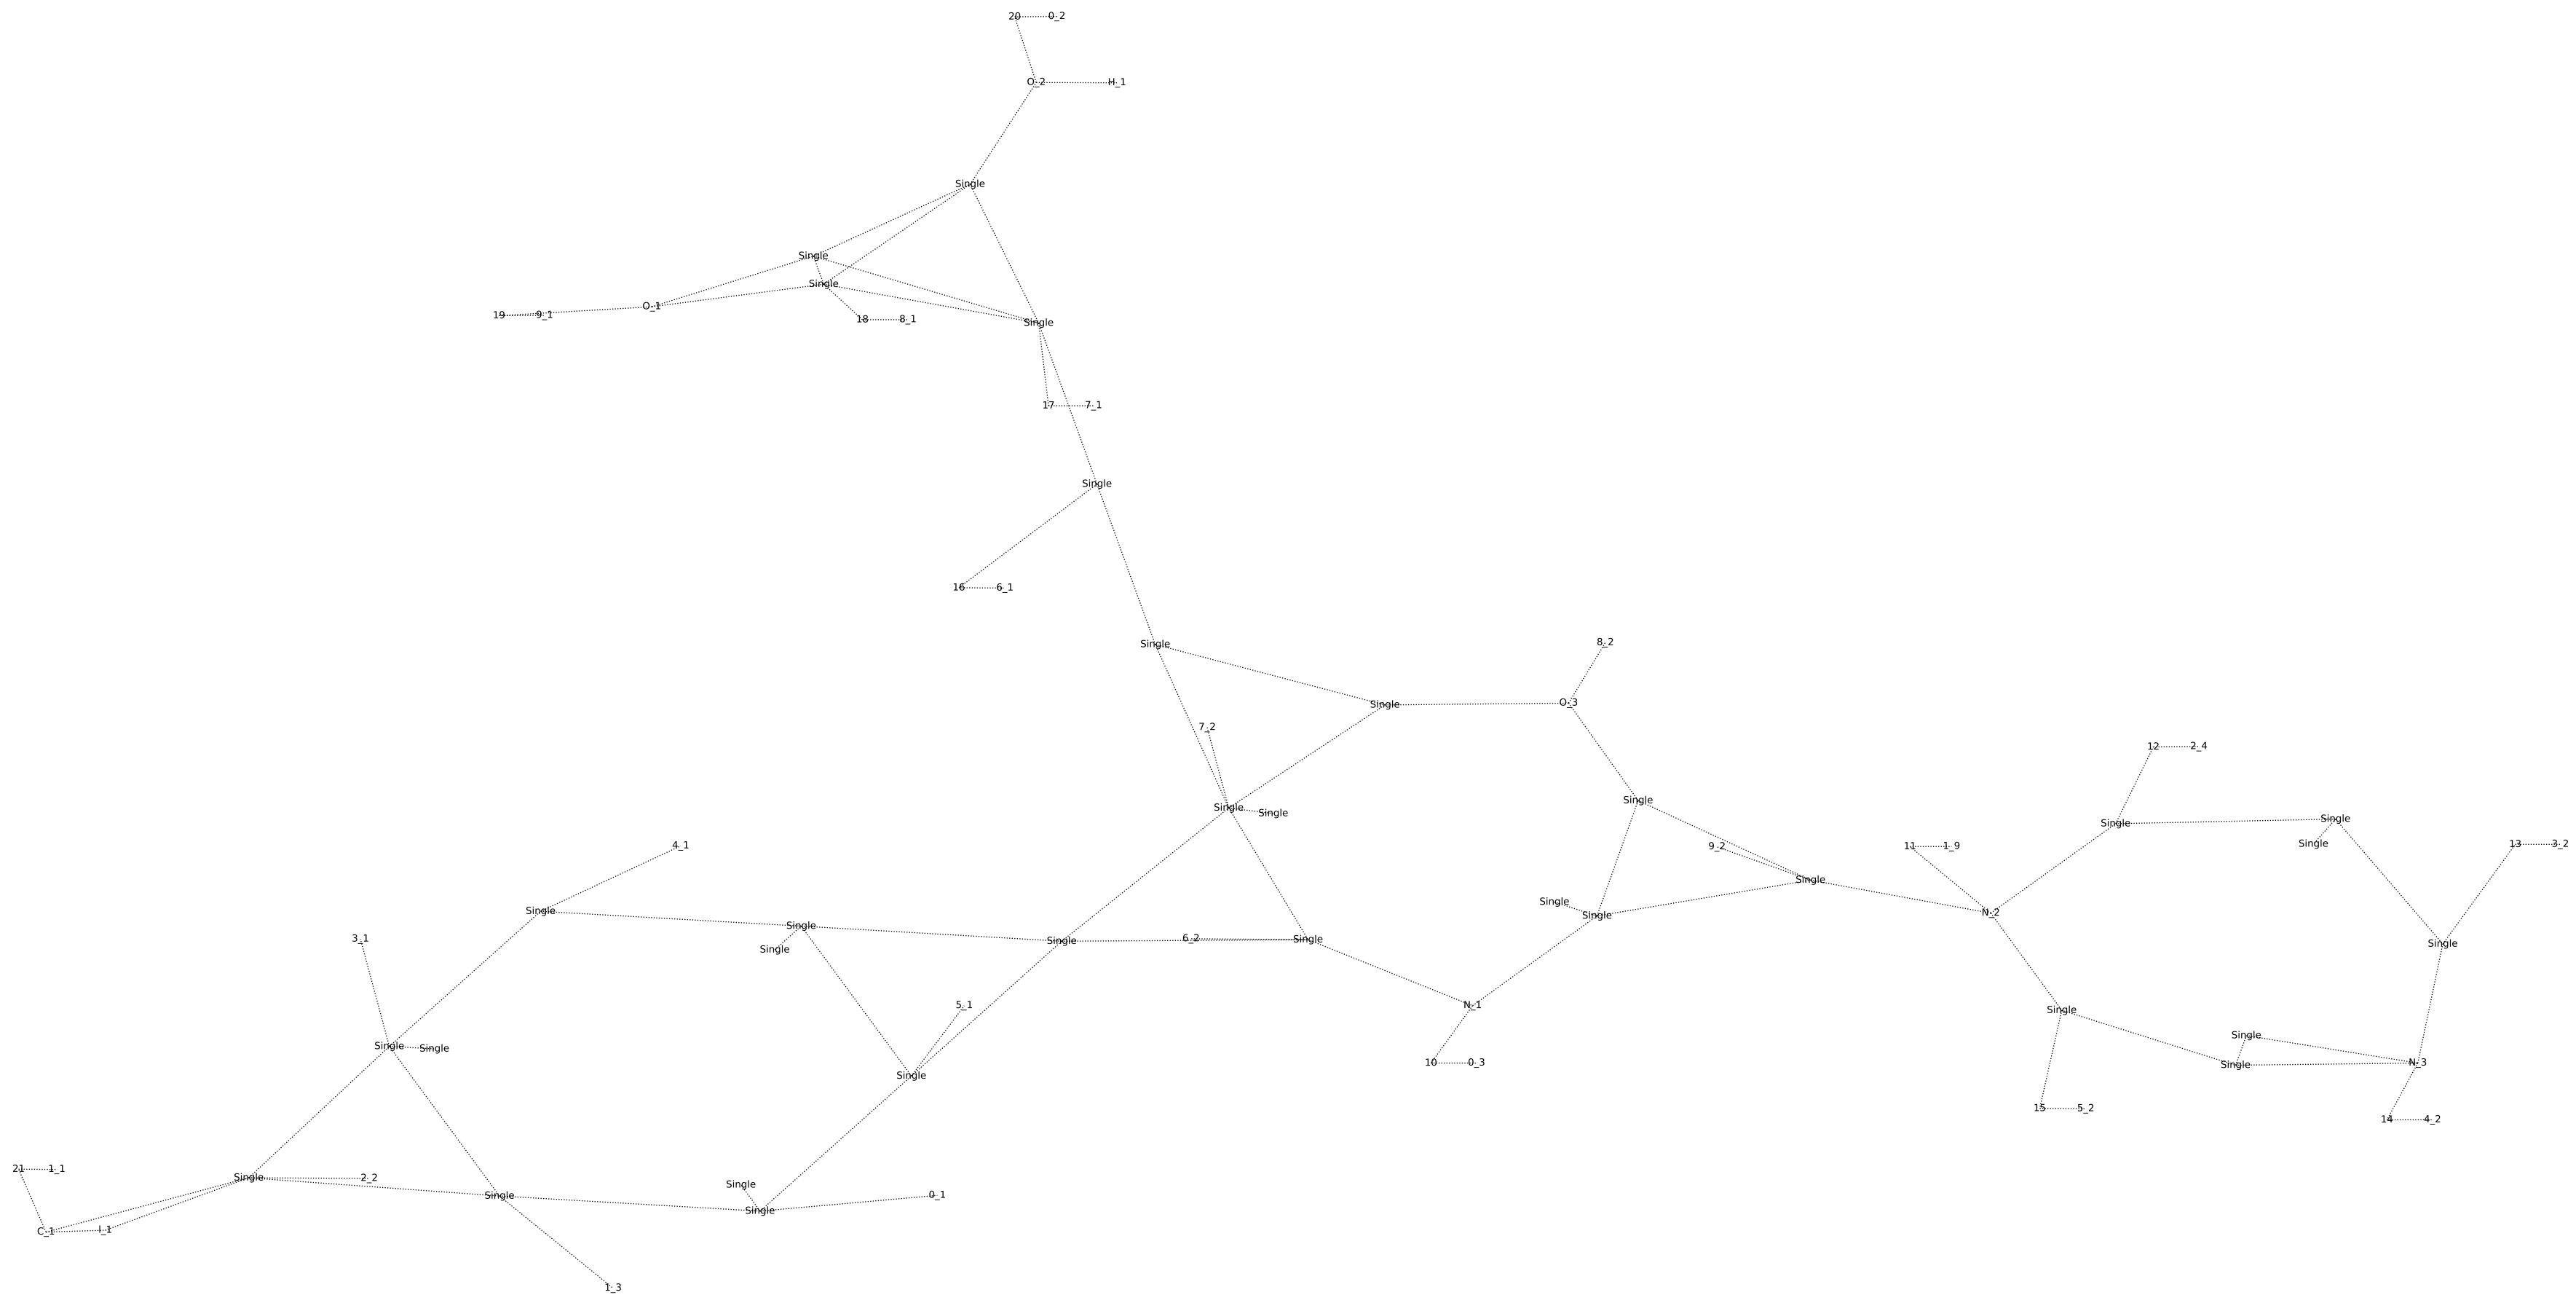 20 0_2
O_2 H_1
Single
Single
Single
O_1
19 9_1
18 8_1
Single
17 7_1
Single
16 6_1
8_2
Single
O_3
Single
7_2
12 2_4
Single
Single
Single
Single
Single
Single
4_1
9_2
11 1_9
13 3_2
Single
Single
Single
Single
N_2
Single
Single
3_1
Single
6_2
Single
Single
Single
5_1
N_1
Single
Single
Single
Single
10 0_3
Single
N_3
Single
15 5_2
14 4_2
21 1_1
Single
2_2
Single
Single
0_1
Single
C_1
I_1
1_3